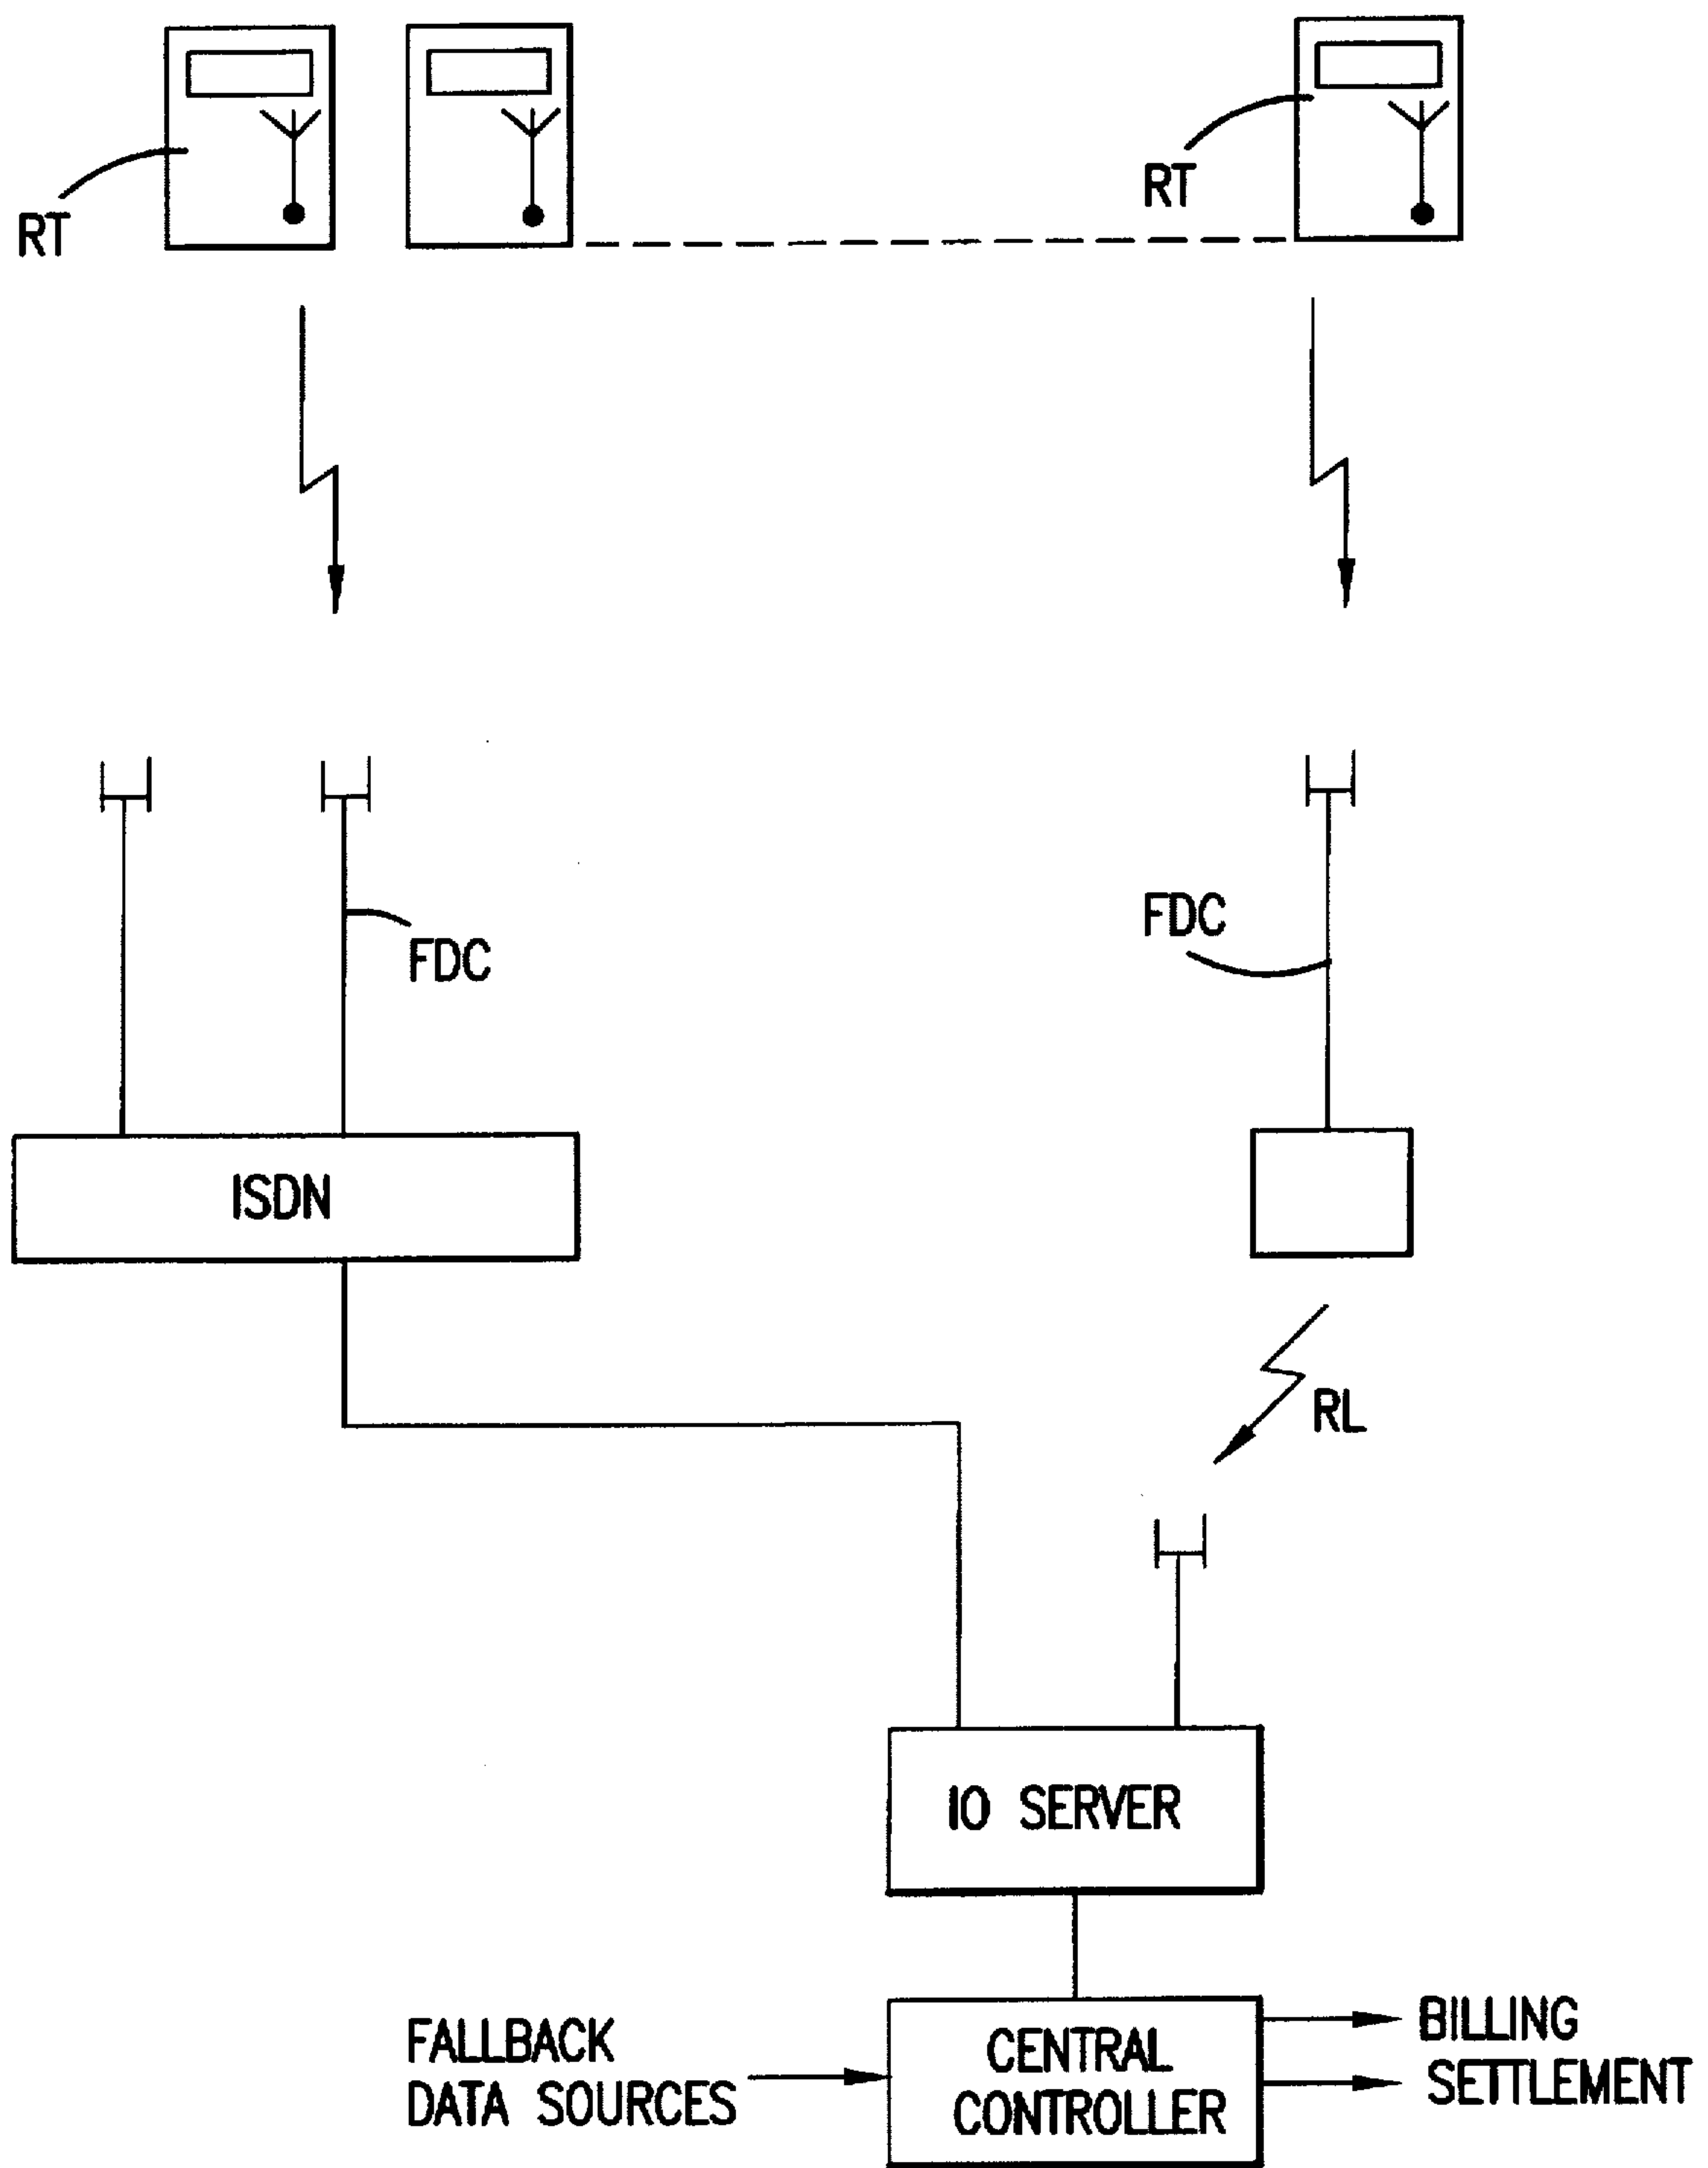 RT
RT
FDC
FDC
ISDN
RL
IO SERVER
FALLBACK
DATA SOURCES
CENTRAL
CONTROLLER
BILLING
SETTLEMENT